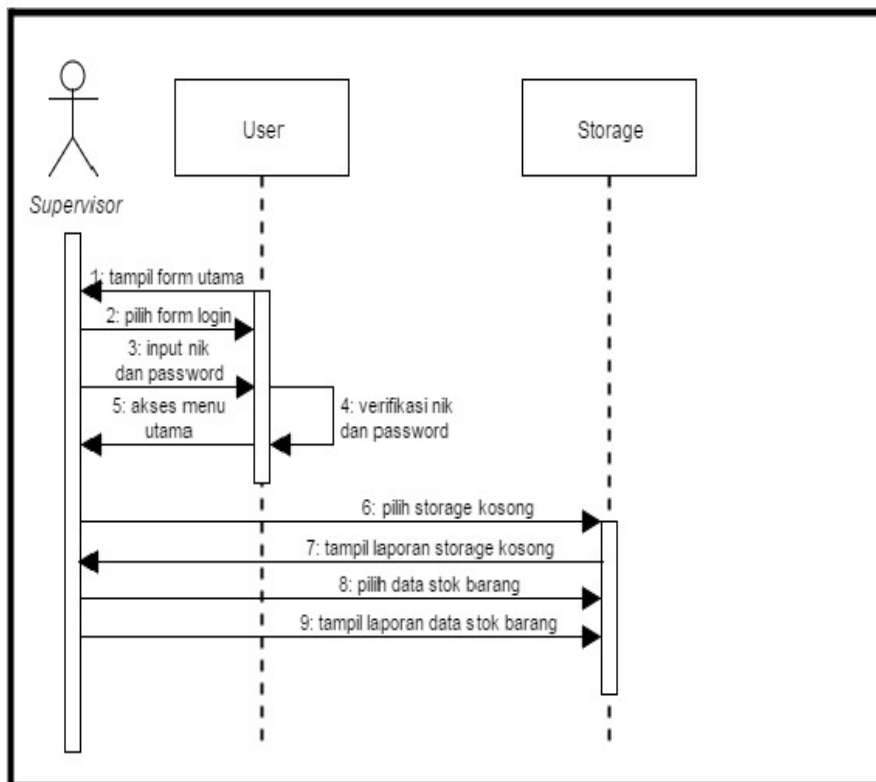 User
Storage
Supervisor
1: tampil form utama
2: pilih form login
3: input nik
dan password
4: verifikasi nik
dan password
5: akses menu
utama
6: pilih storage kosong
7: tampil laporan storage kosong
8: pilih data stok barang
9: tampil laporan data stok barang